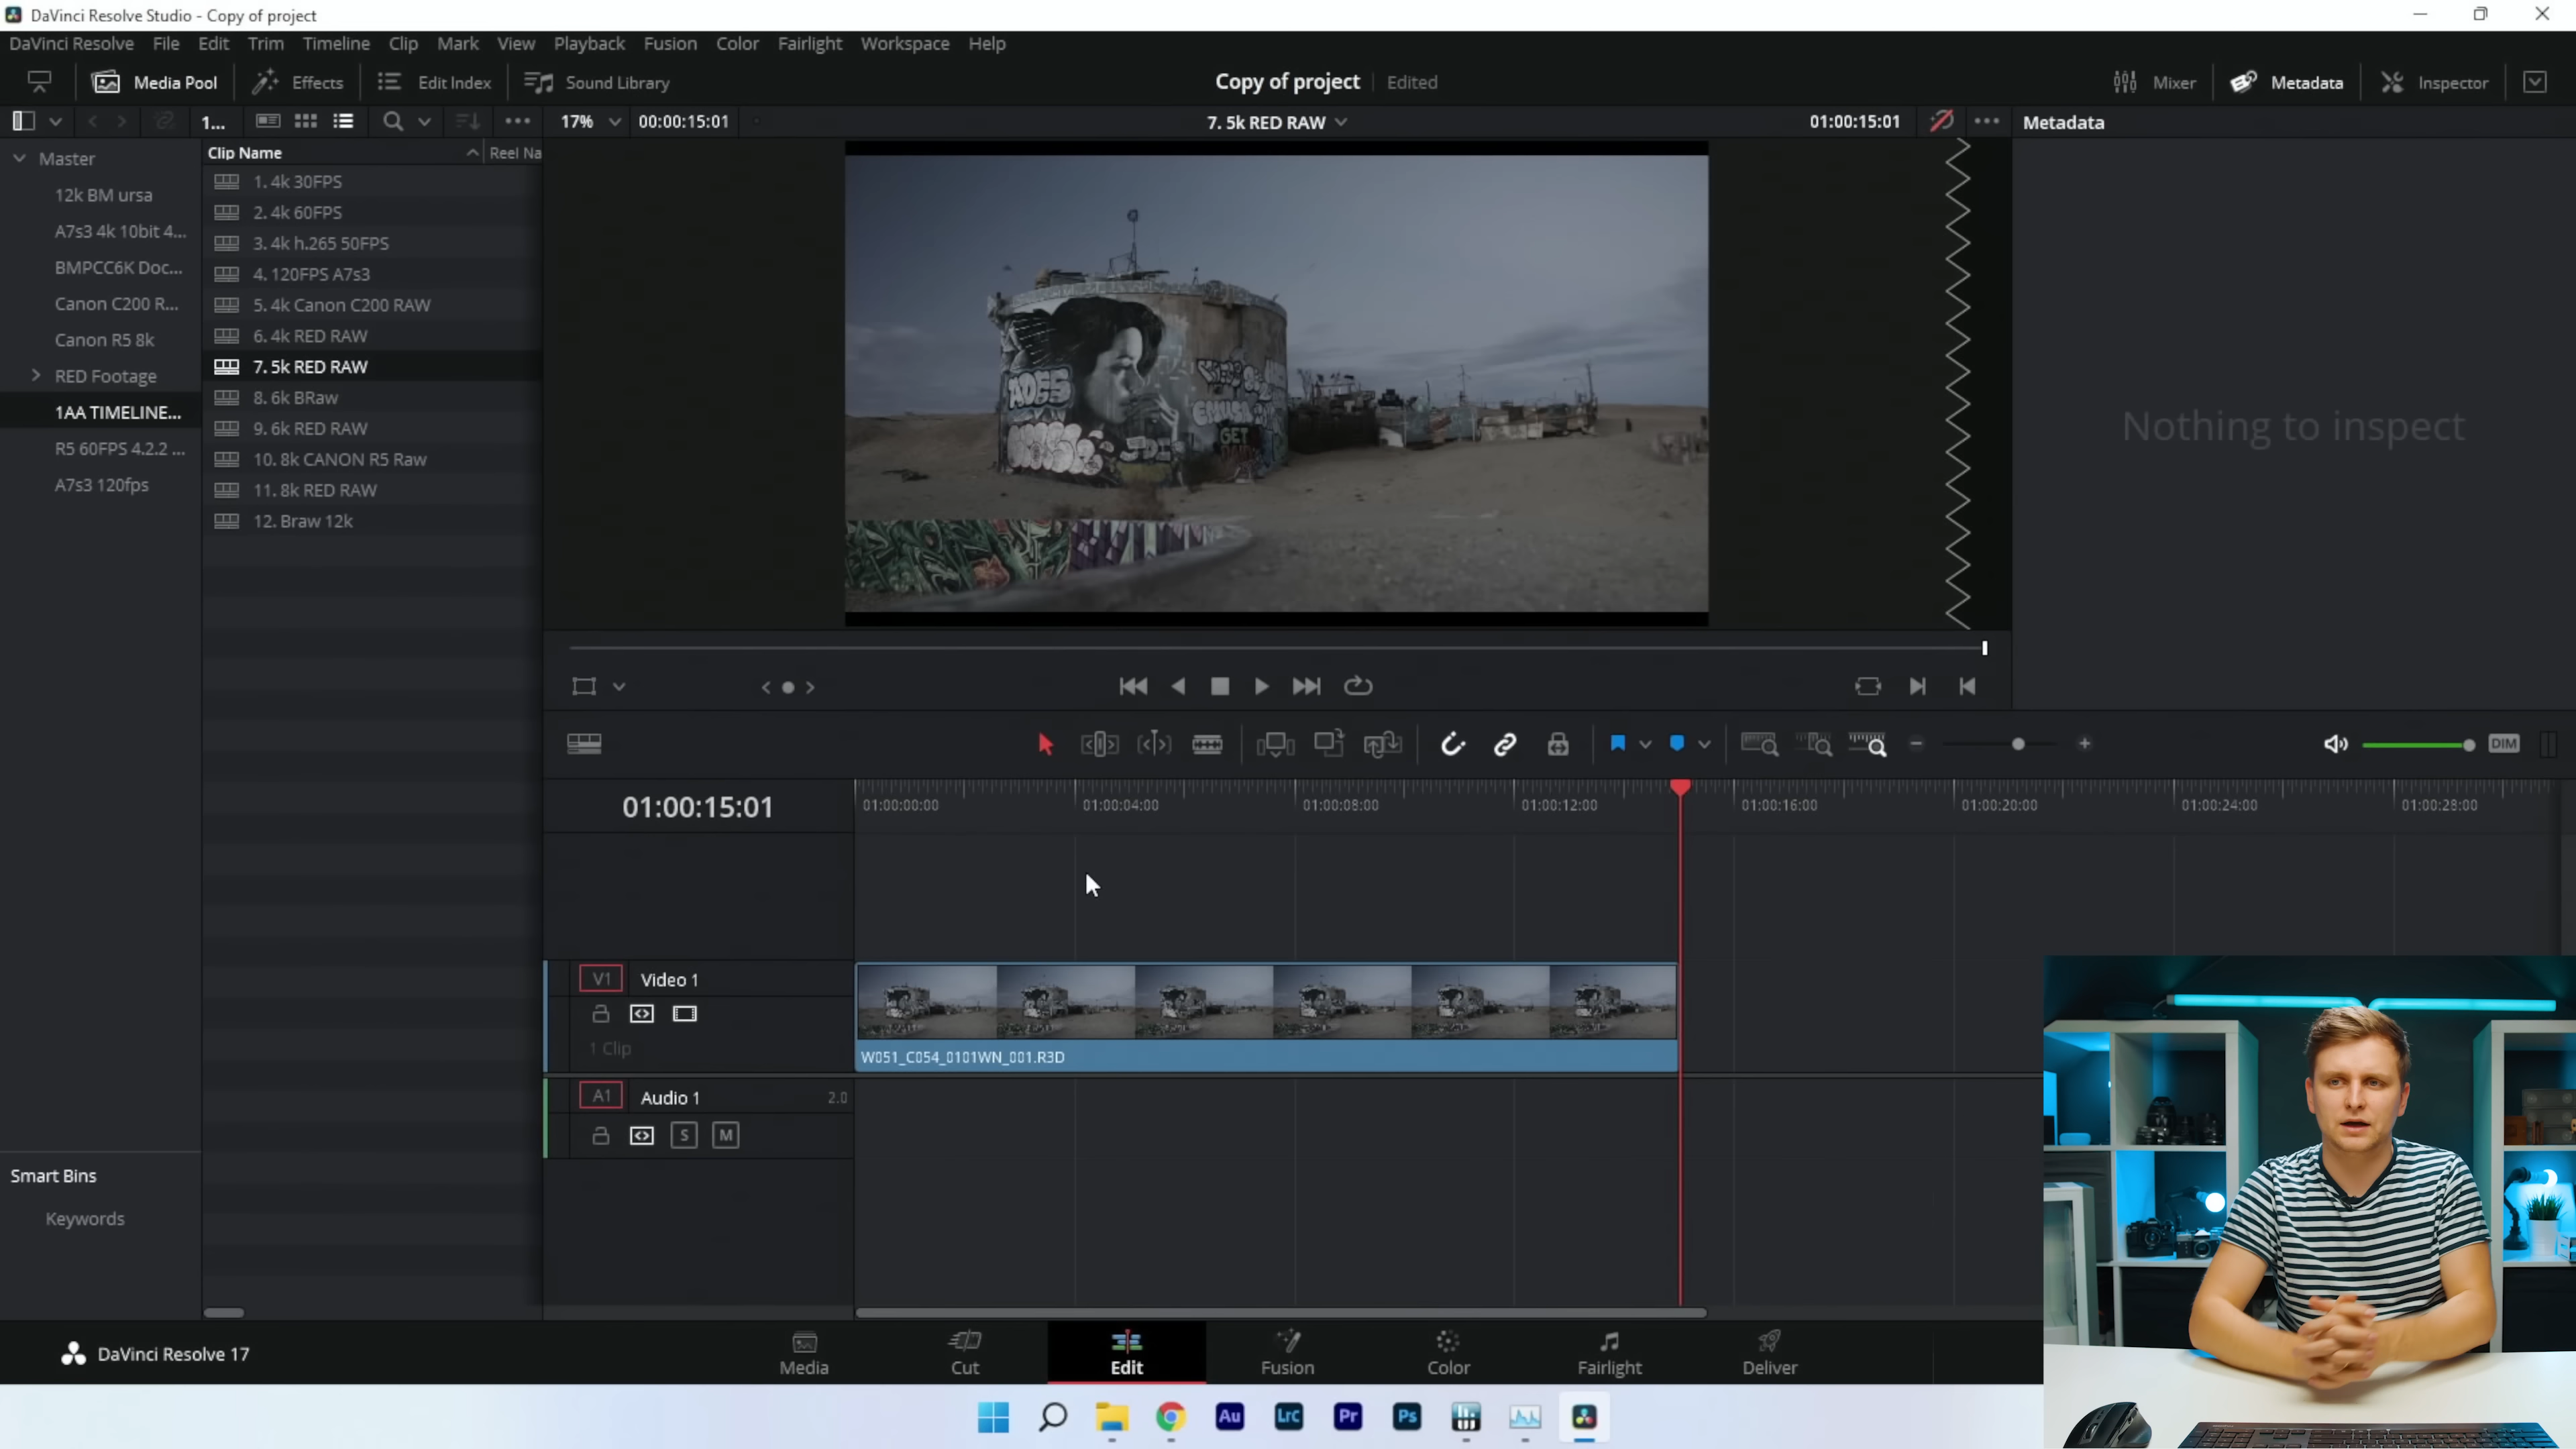 DaVinci Resolve Studio - Copy of project
DaVinci Resolve File Edit Trim Timeline Clip Mark View Playback Fusion Color Fairlight Workspace Help
Media Pool Effects Edit Index Sound Library Copy of project Edited Mixer Metadata Inspector
1... 17% 00:00:15:01 7. 5k RED RAW 01:00:15:01 Metadata
Master
12k BM ursa
A7s3 4k 10bit 4...
BMPCC6K Doc...
Canon C200 R...
Canon R5 8k
RED Footage
1AA TIMELINE...
R5 60FPS 4.2.2 ...
A7s3 120fps
Clip Name Reel Na
1. 4k 30FPS
2. 4k 60FPS
3. 4k h.265 50FPS
4. 120FPS A7s3
5. 4k Canon C200 RAW
6. 4k RED RAW
7. 5k RED RAW
8. 6k BRaw
9. 6k RED RAW
10. 8k CANON R5 Raw
11. 8k RED RAW
12. Braw 12k
GET
Nothing to inspect
DIM
01:00:15:01
01:00:00:00 01:00:04:00 01:00:08:00 01:00:12:00 01:00:16:00 01:00:20:00 01:00:24:00 01:00:28:00
V1 Video 1
1 Clip
W051_C054_0101WN_001.R3D
A1 Audio 1 2.0
S M
Smart Bins
Keywords
DaVinci Resolve 17
Media Cut Edit Fusion Color Fairlight Deliver
Au LrC Pr Ps